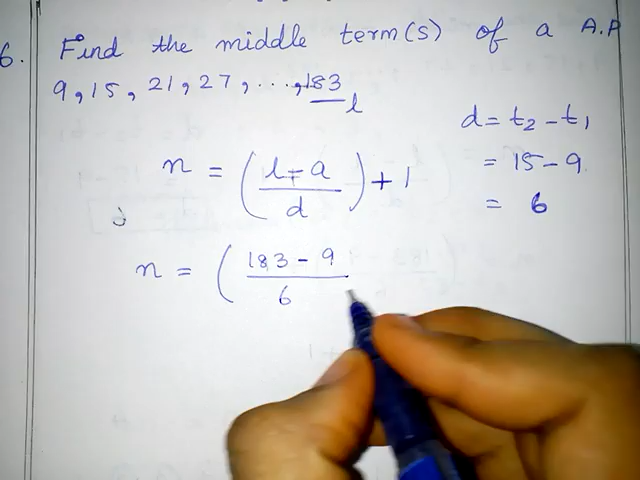 6. Find the middle term(s) of a A.P
9, 15, 21, 27, ..., 183
l
d = t₂ - t₁
= 15 - 9
= 6
n = (l - a / d) + 1
n = (183 - 9 / 6